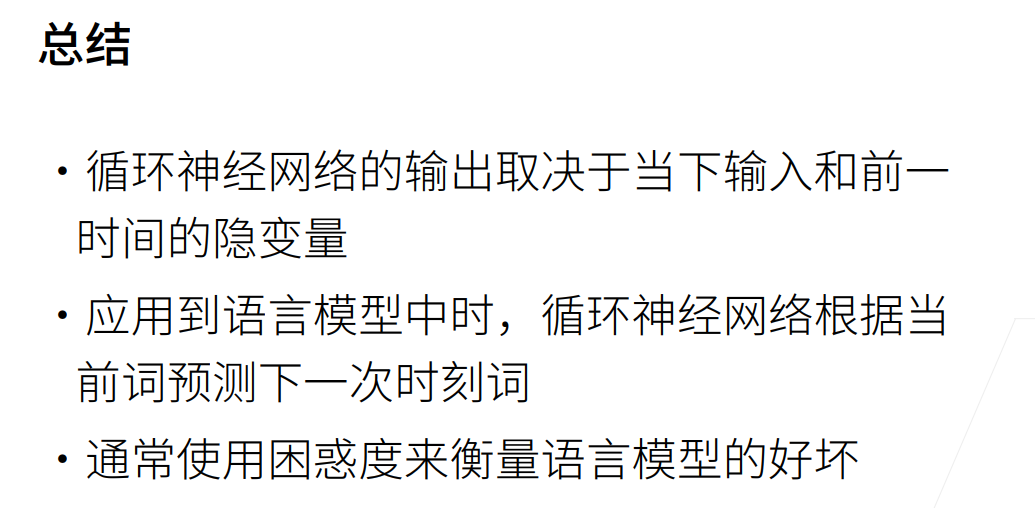 总结
• 循环神经网络的输出取决于当下输入和前一
时间的隐变量
• 应用到语言模型中时，循环神经网络根据当
前词预测下一次时刻词
• 通常使用困惑度来衡量语言模型的好坏